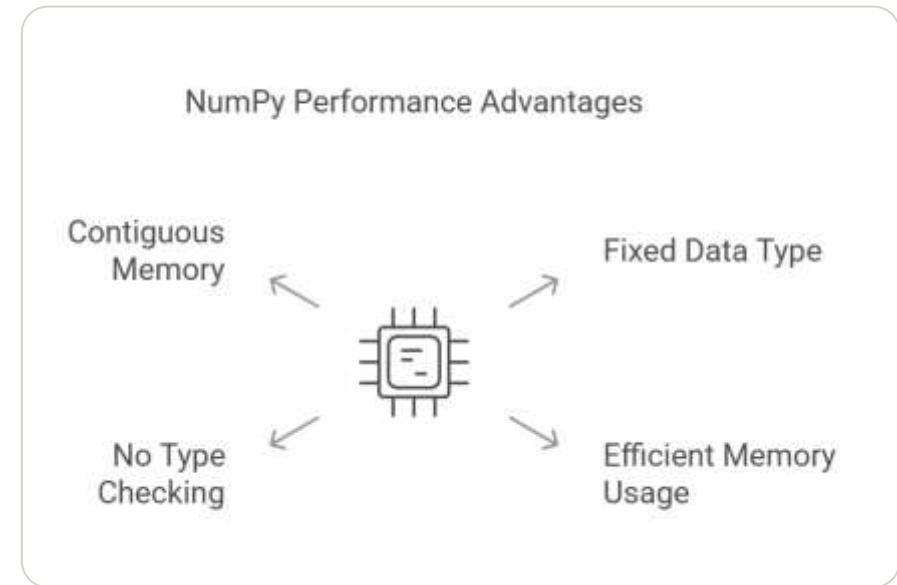 NumPy Performance Advantages
Contiguous
Memory
Fixed Data Type
No Type
Checking
Efficient Memory
Usage